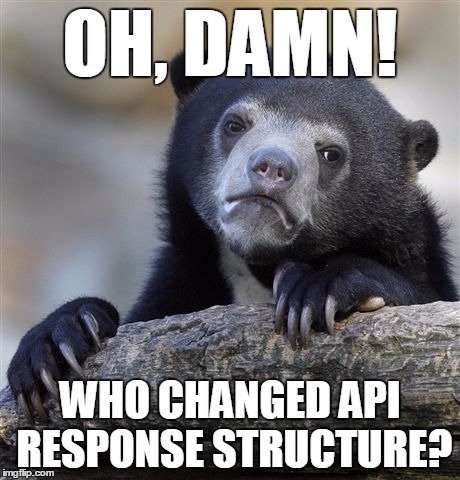 OH, DAMN!
WHO CHANGED API
RESPONSE STRUCTURE?
imgflip.com